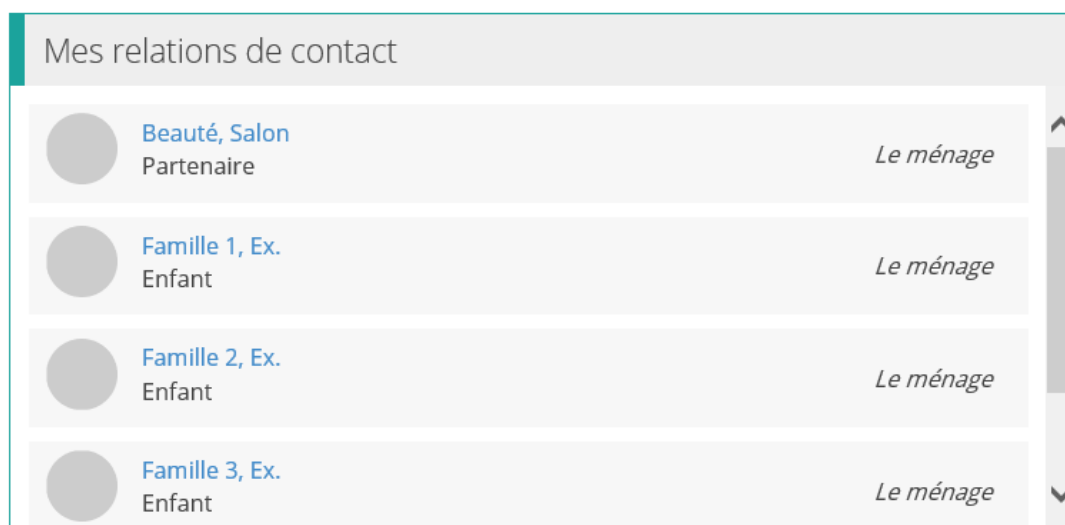 Mes relations de contact
Beauté, Salon
Partenaire
Le ménage
Famille 1, Ex.
Enfant
Le ménage
Famille 2, Ex.
Enfant
Le ménage
Famille 3, Ex.
Enfant
Le ménage